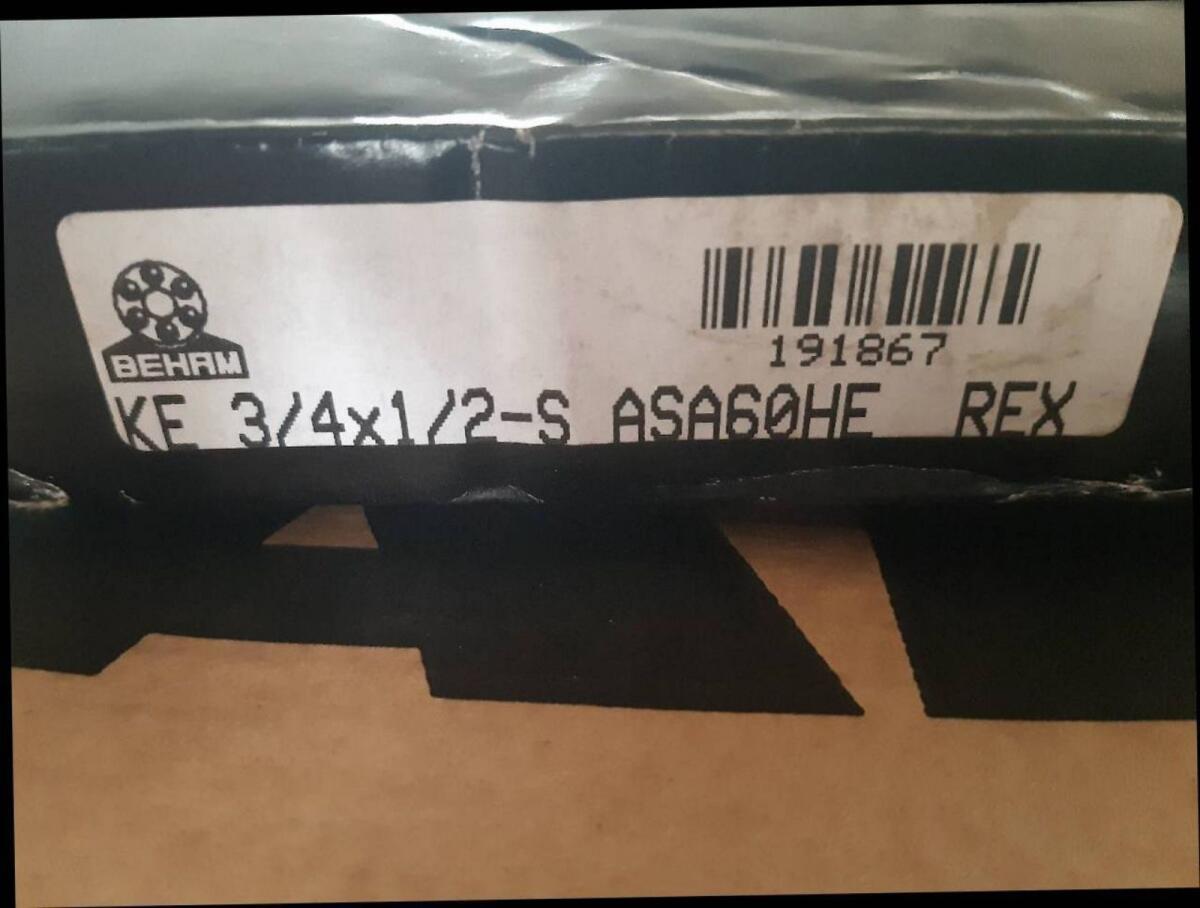 BEHAM
191867
KE 3/4x1/2-S ASA60HE REX